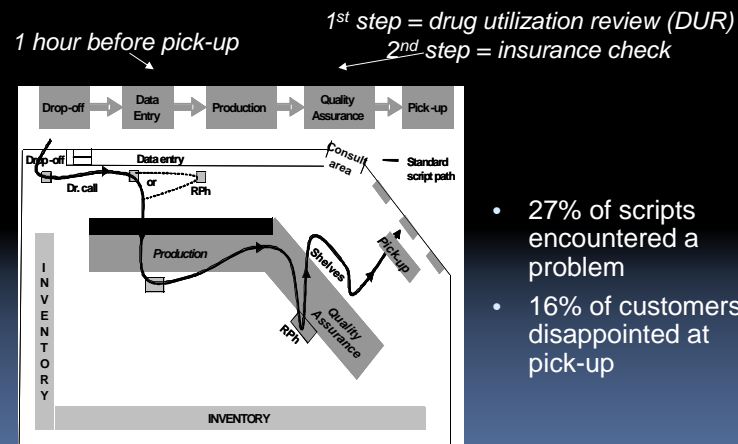 1st step = drug utilization review (DUR)
1 hour before pick-up
2nd step = insurance check
Drop-off
Data
Entry
Production
Quality
Assurance
Pick-up
Drop-off
Data entry
Consult
area
Standard
script path
Dr. call
or
RPh
Production
Shelves
Pick-up
Quality
Assurance
RPh
INVENTORY
INVENTORY
• 27% of scripts
encountered a
problem
• 16% of customers
disappointed at
pick-up